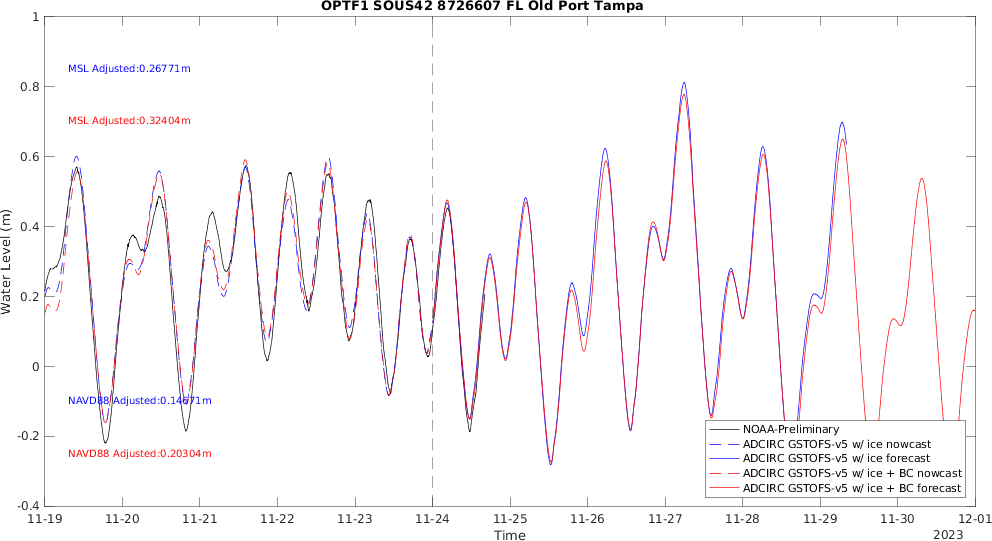 OPTF1 SOUS42 8726607 FL Old Port Tampa
1
0.8
0.6
0.4
0.2
0
-0.2
-0.4
Water Level (m)
MSL Adjusted:0.26771m
MSL Adjusted:0.32404m
NAVD88 Adjusted:0.14671m
NAVD88 Adjusted:0.20304m
NOAA-Preliminary
ADCIRC GSTOFS-v5 w/ ice nowcast
ADCIRC GSTOFS-v5 w/ ice forecast
ADCIRC GSTOFS-v5 w/ ice + BC nowcast
ADCIRC GSTOFS-v5 w/ ice + BC forecast
11-19 11-20 11-21 11-22 11-23 11-24 11-25 11-26 11-27 11-28 11-29 11-30 12-01
Time
2023